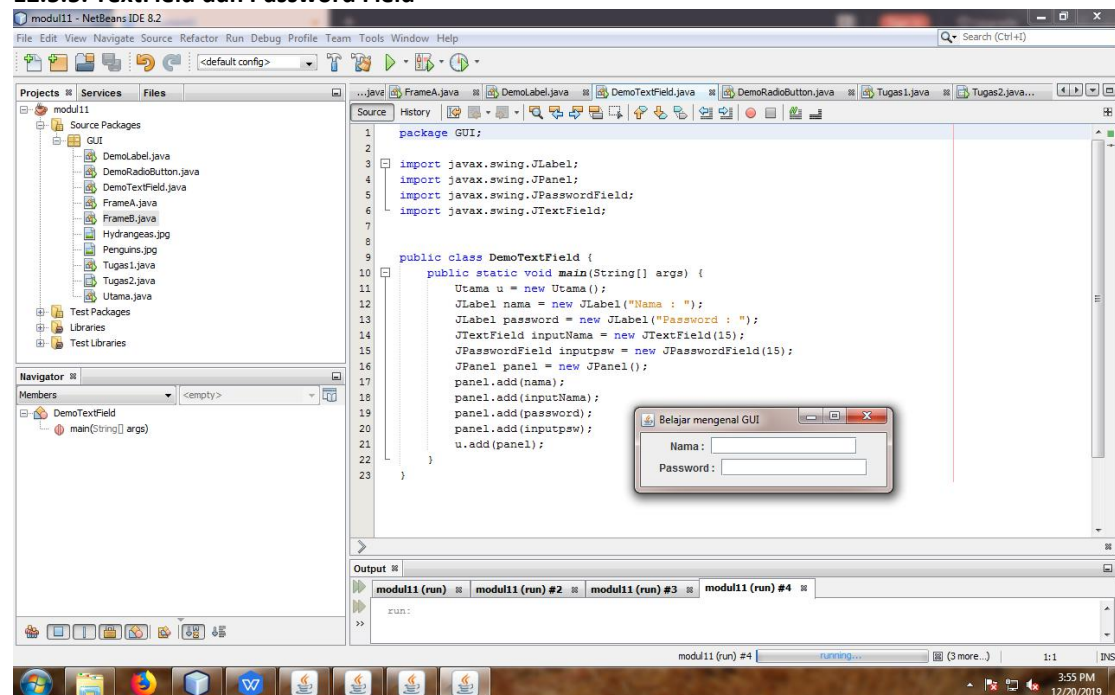 modul11 - NetBeans IDE 8.2
File Edit View Navigate Source Refactor Run Debug Profile Team Tools Window Help
Search (Ctrl+I)
<default config>
Projects Services Files
...java FrameA.java DemoLabel.java DemoTextField.java DemoRadioButton.java Tugas1.java Tugas2.java...
Source History
modul11
Source Packages
GUI
DemoLabel.java
DemoRadioButton.java
DemoTextField.java
FrameA.java
FrameB.java
Hydrangeas.jpg
Penguins.jpg
Tugas1.java
Tugas2.java
Utama.java
Test Packages
Libraries
Test Libraries
Navigator
Members <empty>
DemoTextField
main(String[] args)
1 package GUI;
2
3 import javax.swing.JLabel;
4 import javax.swing.JPanel;
5 import javax.swing.JPasswordField;
6 import javax.swing.JTextField;
7
8
9 public class DemoTextField {
10 public static void main(String[] args) {
11 Utama u = new Utama();
12 JLabel nama = new JLabel("Nama : ");
13 JLabel password = new JLabel("Password : ");
14 JTextField inputNama = new JTextField(15);
15 JPasswordField inputpsw = new JPasswordField(15);
16 JPanel panel = new JPanel();
17 panel.add(nama);
18 panel.add(inputNama);
19 panel.add(password);
20 panel.add(inputpsw);
21 u.add(panel);
22 }
23 }
Belajar mengenal GUI
Nama :
Password :
Output
modul11 (run) modul11 (run) #2 modul11 (run) #3 modul11 (run) #4
run:
modul11 (run) #4 running... (3 more...) 1:1 INS
3:55 PM
12/20/2019